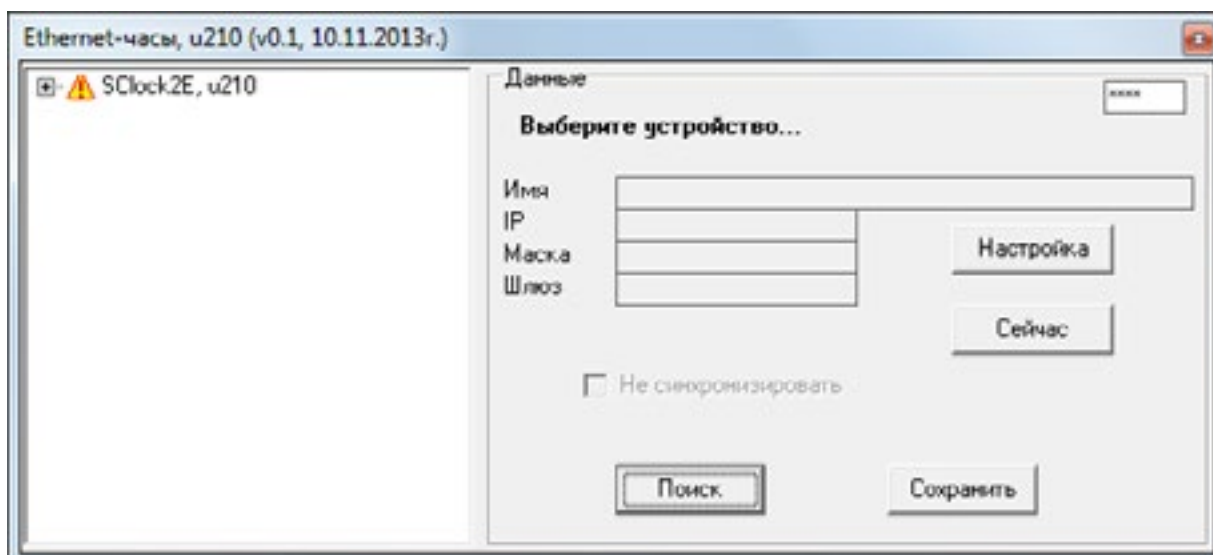 Ethernet-часы, u210 (v0.1, 10.11.2013г.)
SClock2E, u210
Данные
****
Выберите устройство...
Имя
IP
Маска
Шлюз
Настройка
Сейчас
Не синхронизировать
Поиск
Сохранить